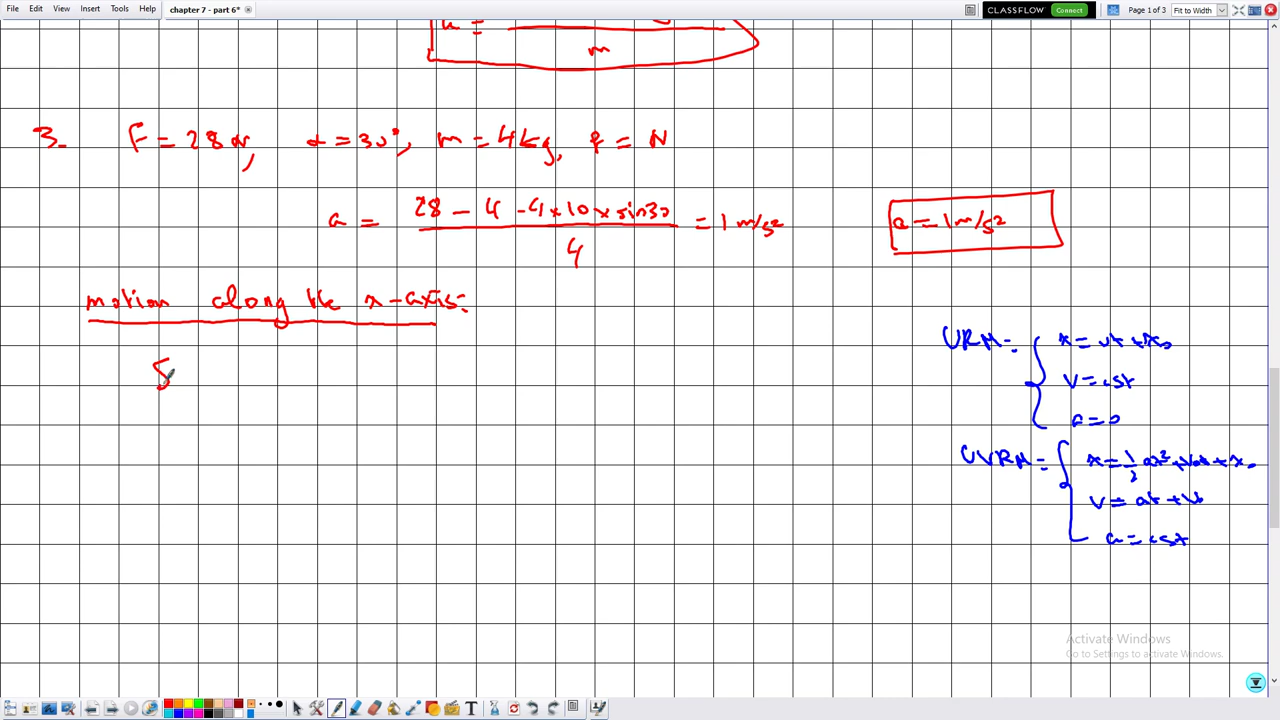 File Edit View Insert Tools Help chapter 7 - part 6* CLASSFLOW Connect Page 1 of 3 Fit to Width
m
3. F = 28 N, α = 30°, m = 4kg, f = N
a = 28 - 4 - 4 x 10 x sin30 / 4 = 1 m/s²
a = 1 m/s²
motion along the x-axis:
URM: x = vt + x₀
v = cst
a = 0
UVRM: x = 1/2 at² + v₀t + x₀
v = at + v₀
a = cst
5
Activate Windows
Go to Settings to activate Windows.